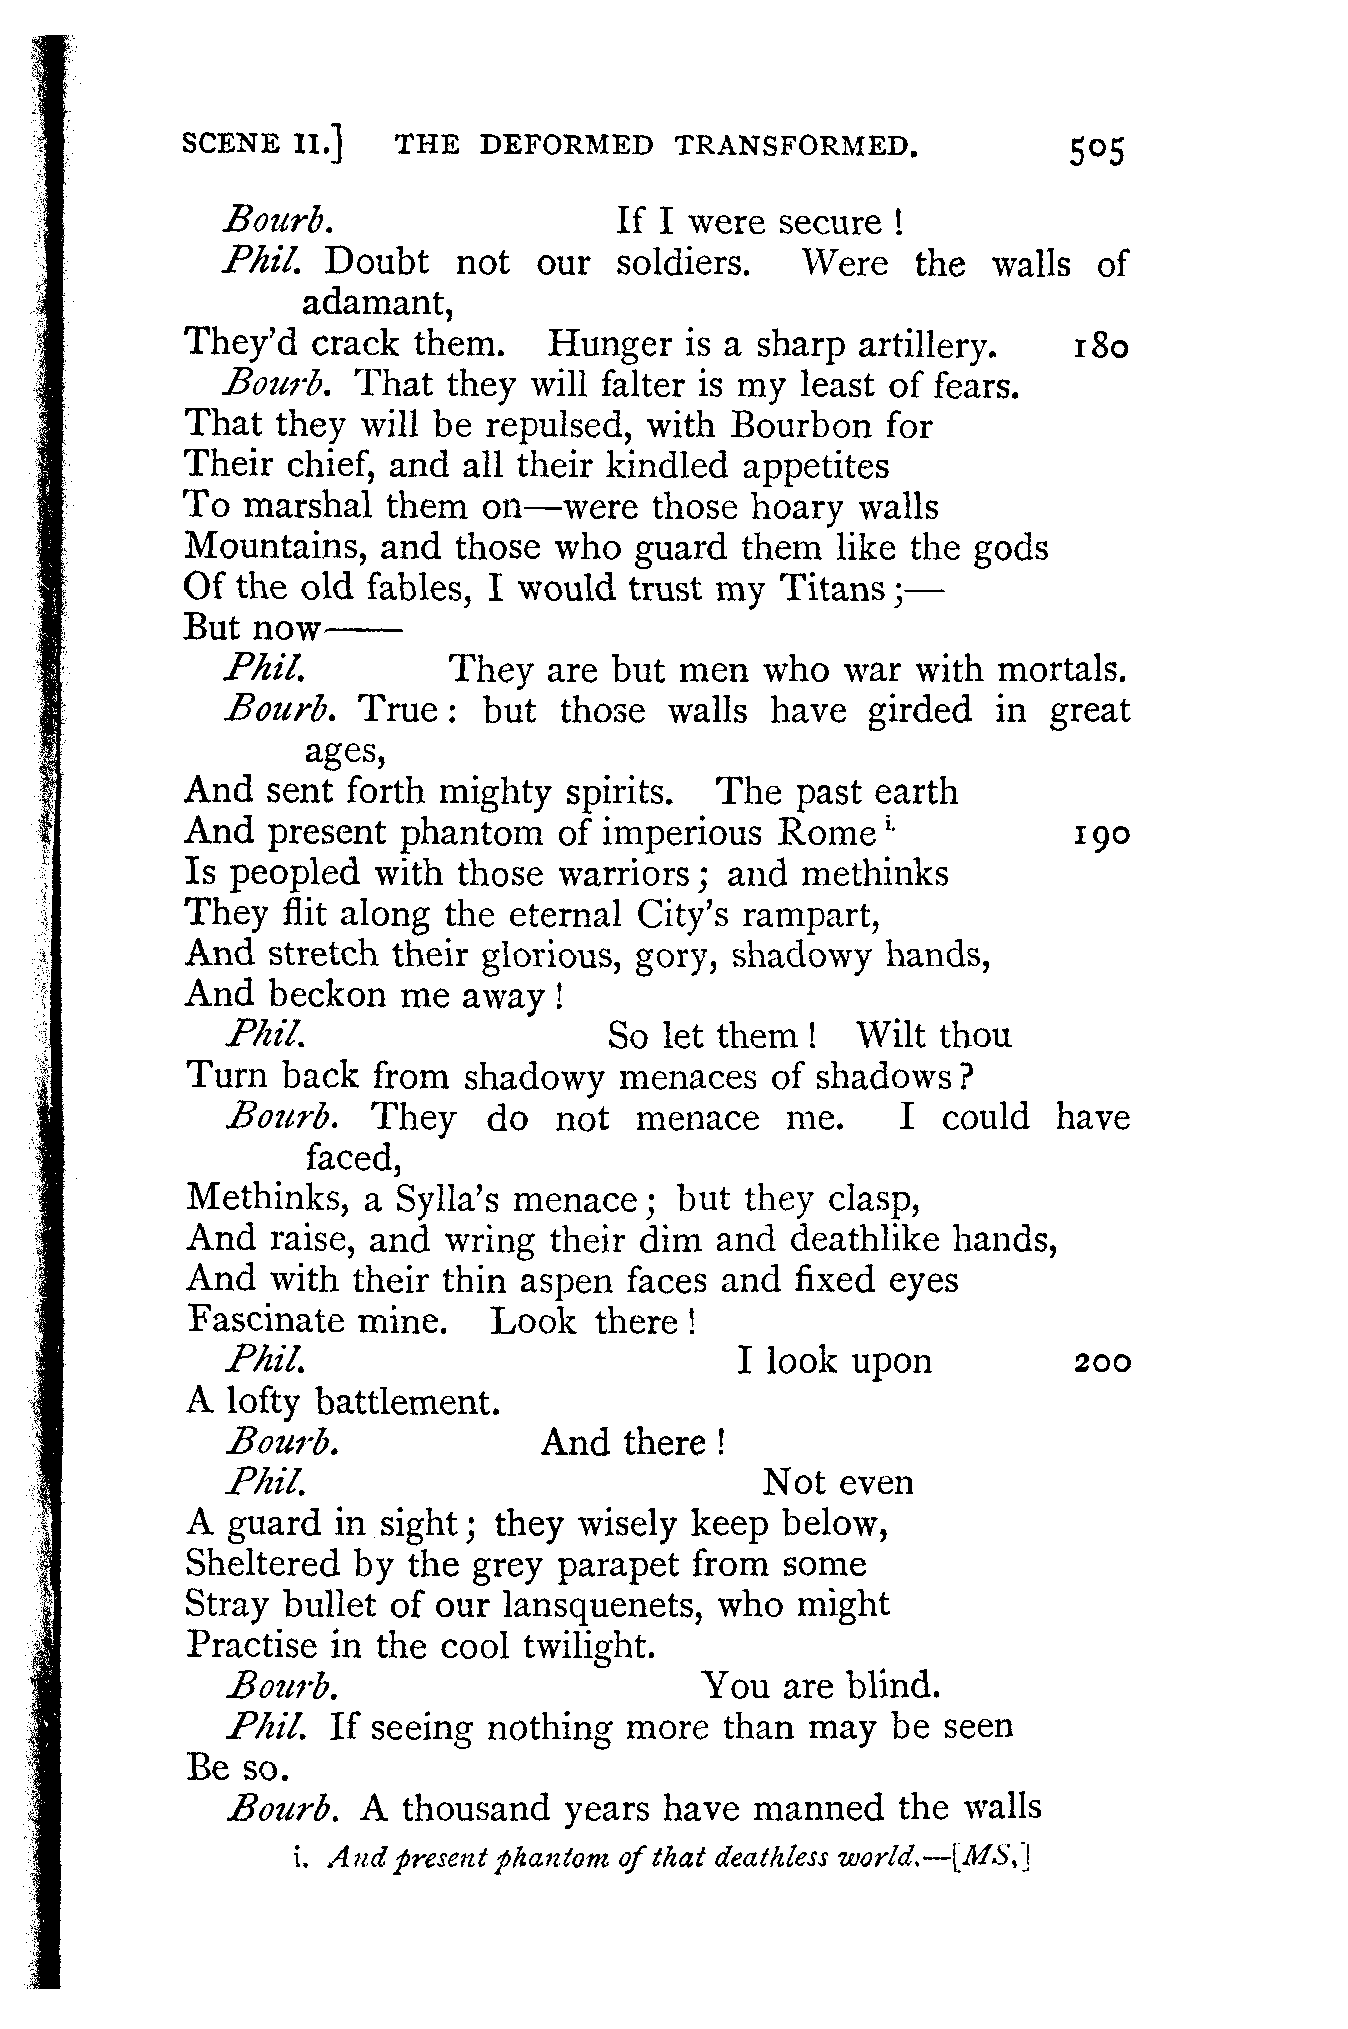 SCENE II.] THE DEFORMED TRANSFORMED. 505
Bourb. If I were secure !
Phil. Doubt not our soldiers. Were the walls of
adamant,
They'd crack them. Hunger is a sharp artillery. 180
Bourb. That they will falter is my least of fears.
That they will be repulsed, with Bourbon for
Their chief, and all their kindled appetites
To marshal them on—were those hoary walls
Mountains, and those who guard them like the gods
Of the old fables, I would trust my Titans ;—
But now——
Phil. They are but men who war with mortals.
Bourb. True : but those walls have girded in great
ages,
And sent forth mighty spirits. The past earth
And present phantom of imperious Rome i. 190
Is peopled with those warriors ; and methinks
They flit along the eternal City's rampart,
And stretch their glorious, gory, shadowy hands,
And beckon me away !
Phil. So let them ! Wilt thou
Turn back from shadowy menaces of shadows ?
Bourb. They do not menace me. I could have
faced,
Methinks, a Sylla's menace ; but they clasp,
And raise, and wring their dim and deathlike hands,
And with their thin aspen faces and fixed eyes
Fascinate mine. Look there !
Phil. I look upon 200
A lofty battlement.
Bourb. And there !
Phil. Not even
A guard in sight ; they wisely keep below,
Sheltered by the grey parapet from some
Stray bullet of our lansquenets, who might
Practise in the cool twilight.
Bourb. You are blind.
Phil. If seeing nothing more than may be seen
Be so.
Bourb. A thousand years have manned the walls
i. And present phantom of that deathless world.—[MS.]